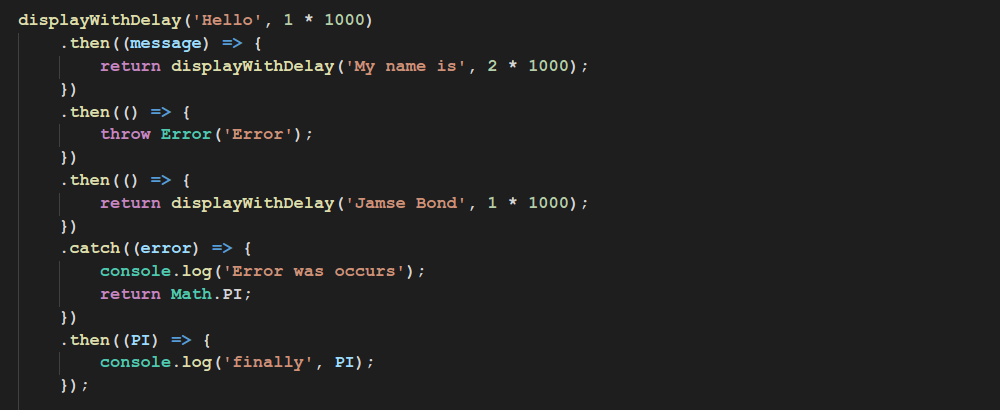 displayWithDelay('Hello', 1 * 1000)
    .then((message) => {
        return displayWithDelay('My name is', 2 * 1000);
    })
    .then(() => {
        throw Error('Error');
    })
    .then(() => {
        return displayWithDelay('Jamse Bond', 1 * 1000);
    })
    .catch((error) => {
        console.log('Error was occurs');
        return Math.PI;
    })
    .then((PI) => {
        console.log('finally', PI);
    });